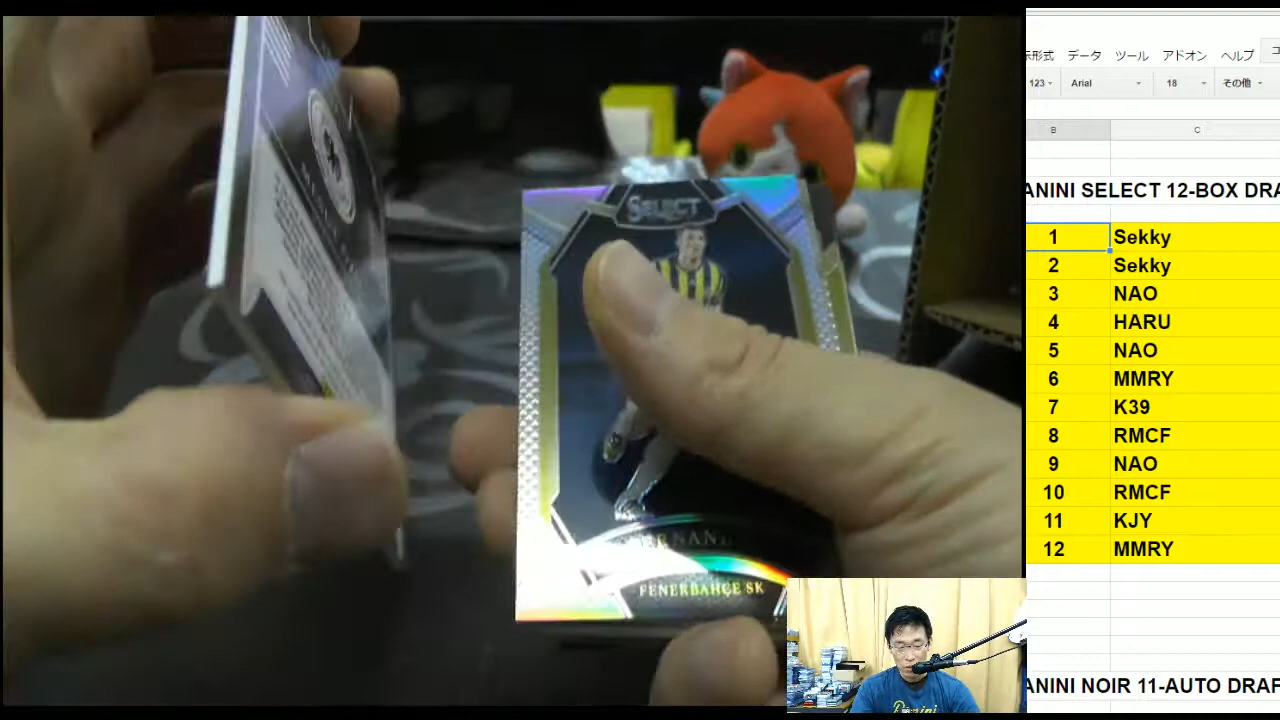 示形式 データ ツール アドオン ヘルプ
123 Arial 18 その他
B C
ANINI SELECT 12-BOX DRA
1 Sekky
2 Sekky
3 NAO
4 HARU
5 NAO
6 MMRY
7 K39
8 RMCF
9 NAO
10 RMCF
11 KJY
12 MMRY
ANINI NOIR 11-AUTO DRAF
SELECT
FENERBAHÇE SK
Panini